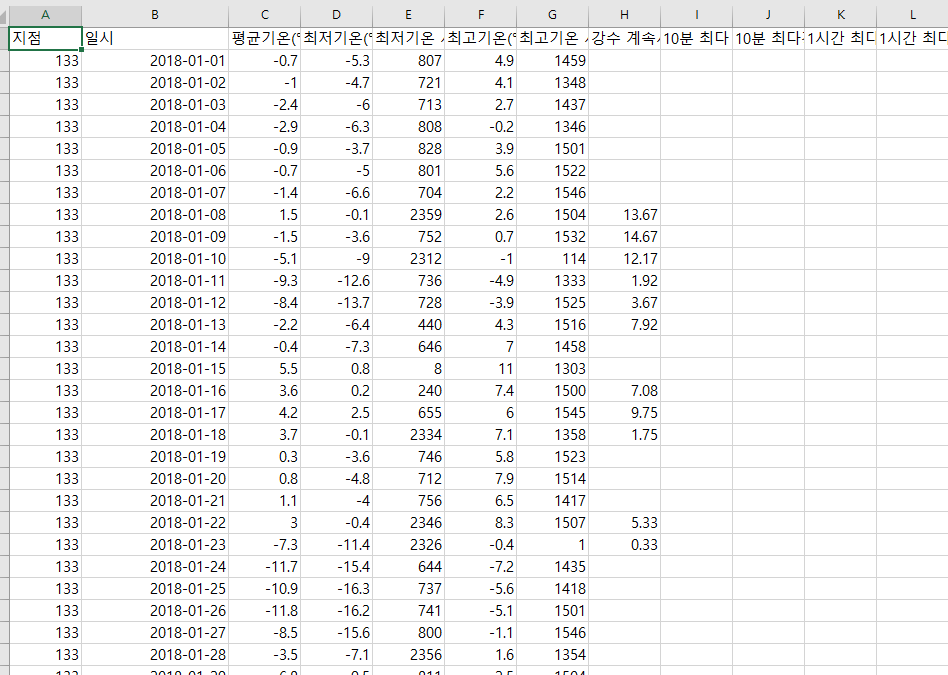 A B C D E F G H I J K L
지점 일시 평균기온(° 최저기온(° 최저기온 최고기온(° 최고기온 강수 계속 10분 최다 10분 최다 1시간 최다 1시간 최다
133 2018-01-01 -0.7 -5.3 807 4.9 1459
133 2018-01-02 -1 -4.7 721 4.1 1348
133 2018-01-03 -2.4 -6 713 2.7 1437
133 2018-01-04 -2.9 -6.3 808 -0.2 1346
133 2018-01-05 -0.9 -3.7 828 3.9 1501
133 2018-01-06 -0.7 -5 801 5.6 1522
133 2018-01-07 -1.4 -6.6 704 2.2 1546
133 2018-01-08 1.5 -0.1 2359 2.6 1504 13.67
133 2018-01-09 -1.5 -3.6 752 0.7 1532 14.67
133 2018-01-10 -5.1 -9 2312 -1 114 12.17
133 2018-01-11 -9.3 -12.6 736 -4.9 1333 1.92
133 2018-01-12 -8.4 -13.7 728 -3.9 1525 3.67
133 2018-01-13 -2.2 -6.4 440 4.3 1516 7.92
133 2018-01-14 -0.4 -7.3 646 7 1458
133 2018-01-15 5.5 0.8 8 11 1303
133 2018-01-16 3.6 0.2 240 7.4 1500 7.08
133 2018-01-17 4.2 2.5 655 6 1545 9.75
133 2018-01-18 3.7 -0.1 2334 7.1 1358 1.75
133 2018-01-19 0.3 -3.6 746 5.8 1523
133 2018-01-20 0.8 -4.8 712 7.9 1514
133 2018-01-21 1.1 -4 756 6.5 1417
133 2018-01-22 3 -0.4 2346 8.3 1507 5.33
133 2018-01-23 -7.3 -11.4 2326 -0.4 1 0.33
133 2018-01-24 -11.7 -15.4 644 -7.2 1435
133 2018-01-25 -10.9 -16.3 737 -5.6 1418
133 2018-01-26 -11.8 -16.2 741 -5.1 1501
133 2018-01-27 -8.5 -15.6 800 -1.1 1546
133 2018-01-28 -3.5 -7.1 2356 1.6 1354